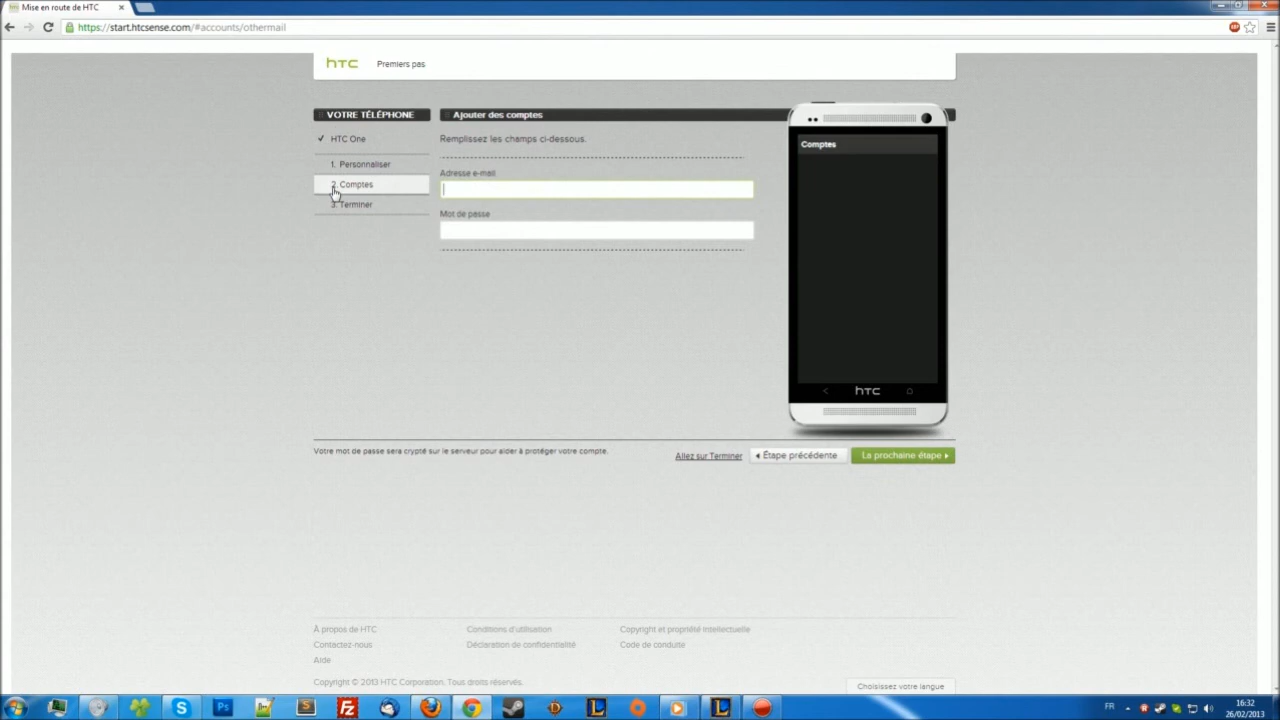 Mise en route de HTC
https://start.htcsense.com/#accounts/othermail
htc
Premiers pas
VOTRE TÉLÉPHONE
HTC One
1. Personnaliser
2. Comptes
3. Terminer
Ajouter des comptes
Remplissez les champs ci-dessous.
Adresse e-mail
Mot de passe
Comptes
htc
Votre mot de passe sera crypté sur le serveur pour aider à protéger votre compte.
Allez sur Terminer
Étape précédente
La prochaine étape
À propos de HTC
Conditions d'utilisation
Copyright et propriété intellectuelle
Contactez-nous
Déclaration de confidentialité
Code de conduite
Aide
Copyright © 2013 HTC Corporation. Tous droits réservés.
Choisissez votre langue
FR
16:32
26/02/2013